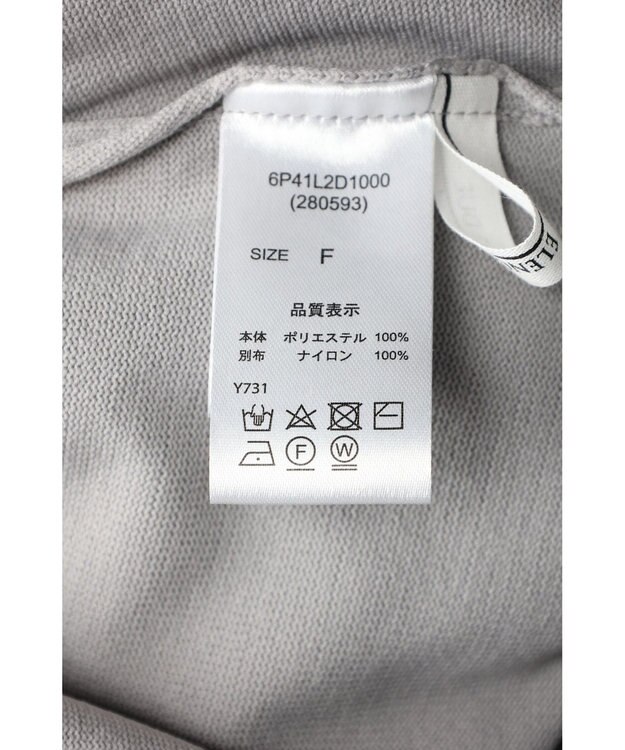 6P41L2D1000
(280593)
SIZE F
品質表示
本体 ポリエステル 100%
別布 ナイロン 100%
Y731
F W
ELEN